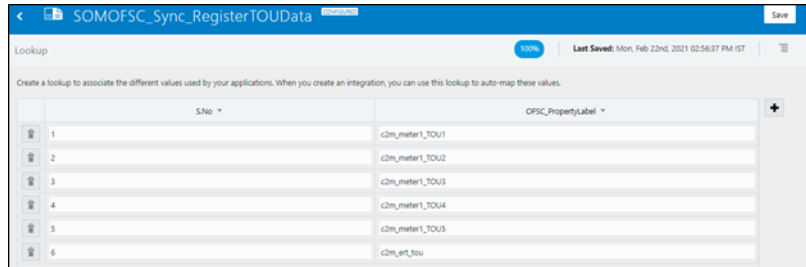 SOMOFSC_Sync_RegisterTOUData CONFIGURED
Save
Lookup
100%
Last Saved: Mon, Feb 22nd, 2021 02:56:37 PM IST
Create a lookup to associate the different values used by your applications. When you create an integration, you can use this lookup to auto-map these values.
S.No OFSC_PropertyLabel
1 c2m_meter1_TOU1
2 c2m_meter1_TOU2
3 c2m_meter1_TOU3
4 c2m_meter1_TOU4
5 c2m_meter1_TOU5
6 c2m_ert_tou